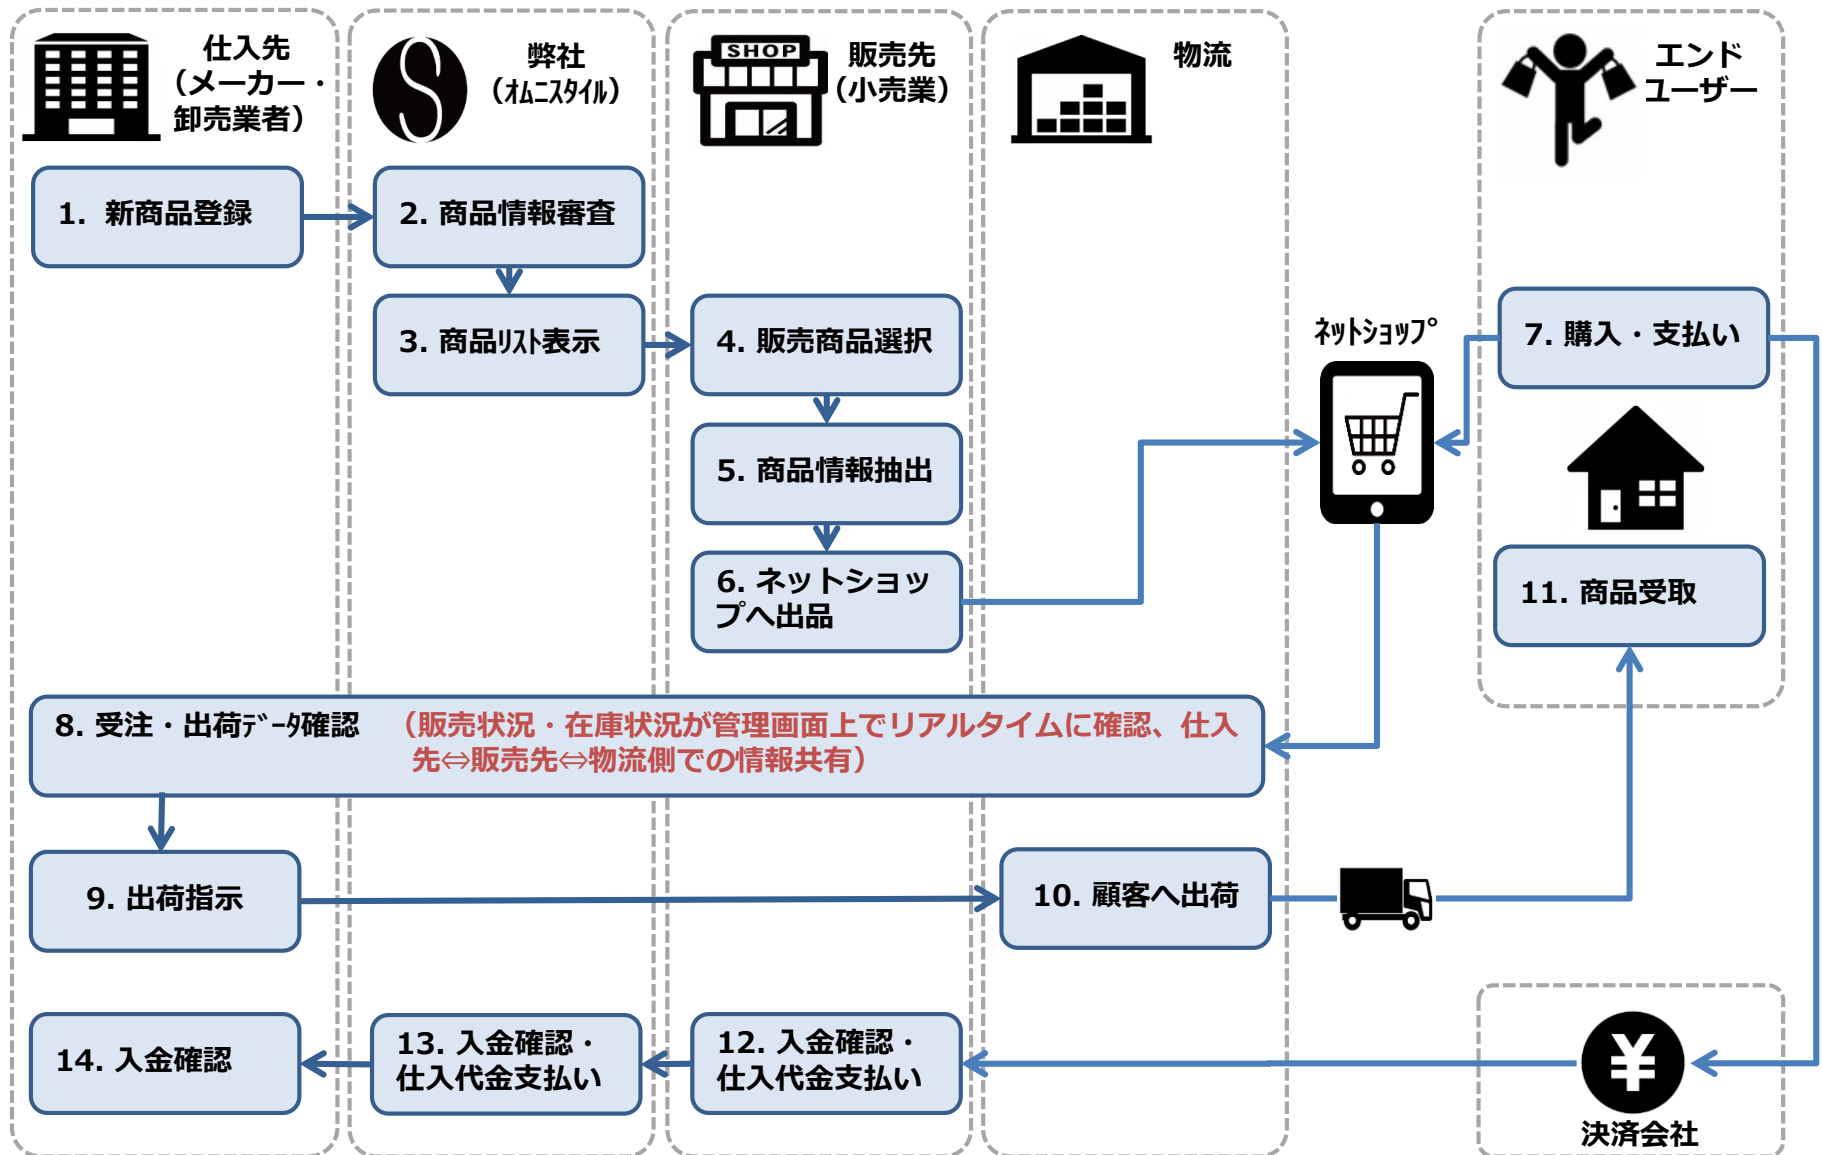 仕入先
（メーカー・
卸売業者）
弊社
（ｵﾑﾆｽﾀｲﾙ）
SHOP
販売先
（小売業）
物流
エンド
ユーザー
1. 新商品登録
2. 商品情報審査
3. 商品ﾘｽﾄ表示
4. 販売商品選択
ﾈｯﾄｼｮｯﾌﾟ
7. 購入・支払い
5. 商品情報抽出
6. ネットショッ
プへ出品
11. 商品受取
8. 受注・出荷ﾃﾞｰﾀ確認　（販売状況・在庫状況が管理画面上でリアルタイムに確認、仕入
先⇔販売先⇔物流側での情報共有）
9. 出荷指示
10. 顧客へ出荷
14. 入金確認
13. 入金確認・
仕入代金支払い
12. 入金確認・
仕入代金支払い
¥
決済会社